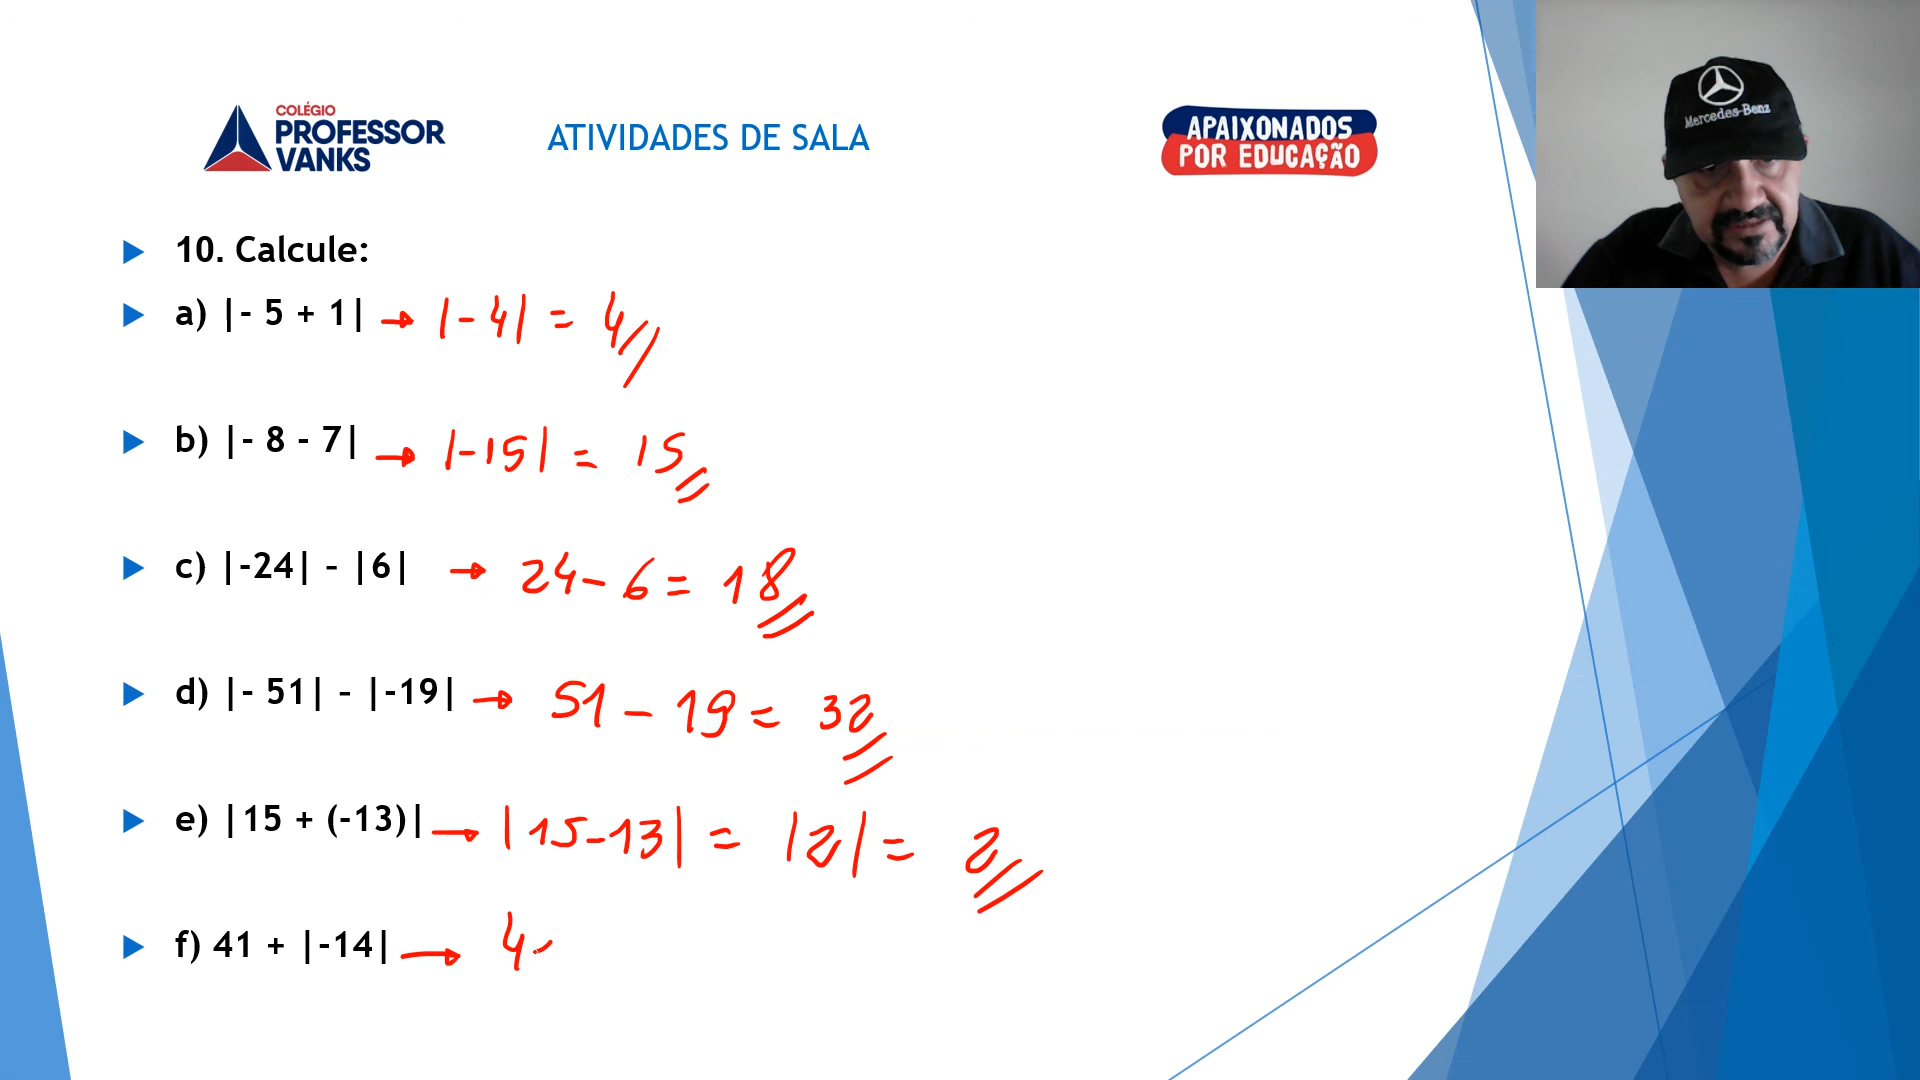 COLÉGIO
PROFESSOR
VANKS
ATIVIDADES DE SALA
APAIXONADOS
POR EDUCAÇÃO
Mercedes-Benz
10. Calcule:
a) |- 5 + 1| → |-4| = 4
b) |- 8 - 7| → |-15| = 15
c) |-24| – |6| → 24 - 6 = 18
d) |- 51| – |-19| → 51 - 19 = 32
e) |15 + (-13)| → |15-13| = |2| = 2
f) 41 + |-14| → 4